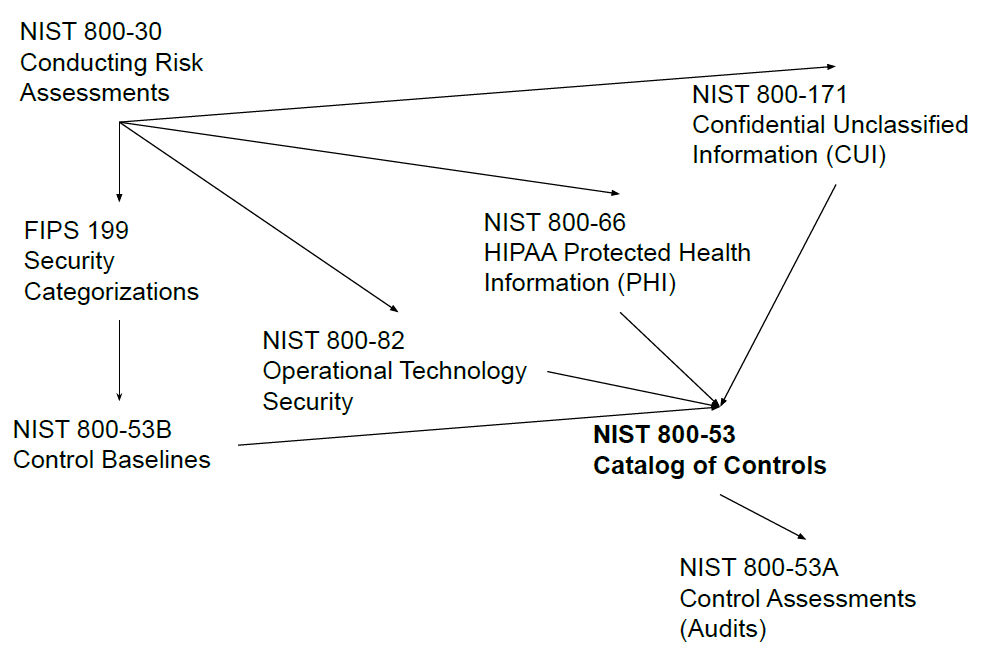 NIST 800-30
Conducting Risk
Assessments
NIST 800-171
Confidential Unclassified
Information (CUI)
FIPS 199
Security
Categorizations
NIST 800-66
HIPAA Protected Health
Information (PHI)
NIST 800-82
Operational Technology
Security
NIST 800-53B
Control Baselines
NIST 800-53
Catalog of Controls
NIST 800-53A
Control Assessments
(Audits)